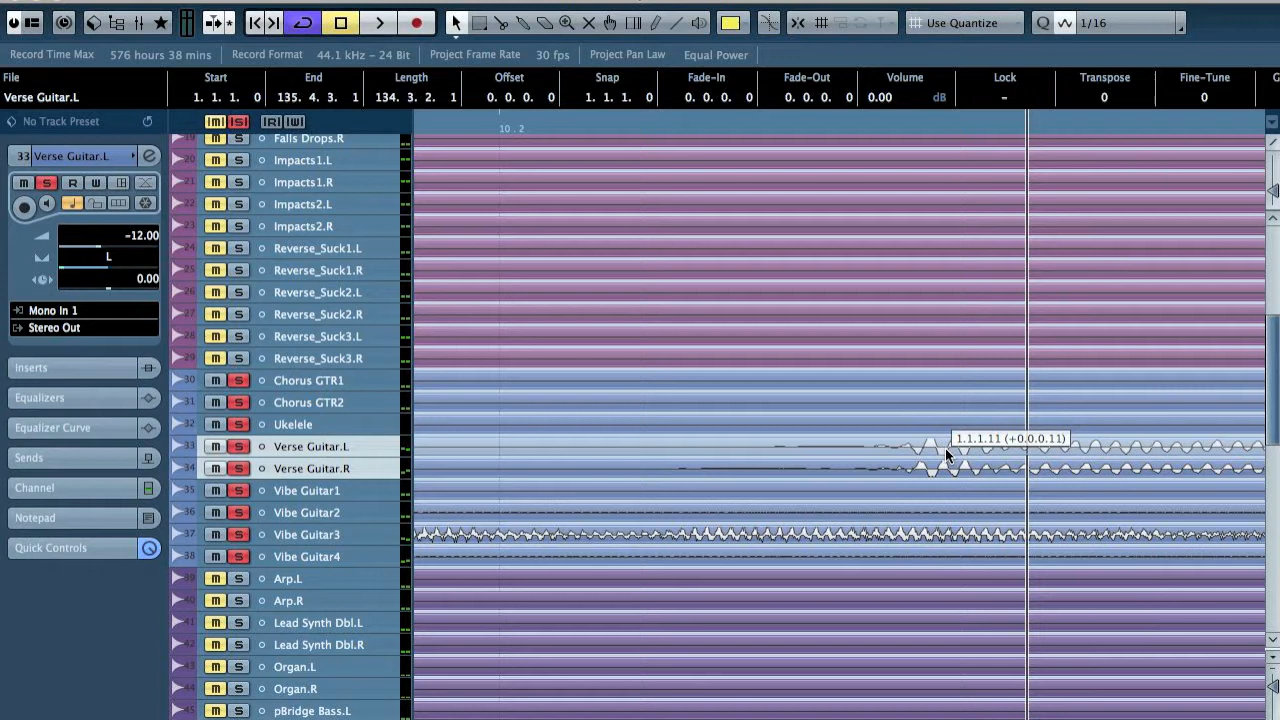 Use Quantize
Q
1/16
Record Time Max 576 hours 38 mins Record Format 44.1 kHz - 24 Bit Project Frame Rate 30 fps Project Pan Law Equal Power
File Start End Length Offset Snap Fade-In Fade-Out Volume Lock Transpose Fine-Tune
Verse Guitar.L 1. 1. 1. 0 135. 4. 3. 1 134. 3. 2. 1 0. 0. 0. 0 1. 1. 1. 0 0. 0. 0. 0 0. 0. 0. 0 0.00 dB - 0 0
No Track Preset
M S R W
10.2
33 Verse Guitar.L
m S R W
-12.00
L
0.00
Mono In 1
Stereo Out
Inserts
Equalizers
Equalizer Curve
Sends
Channel
Notepad
Quick Controls
19 m S Falls Drops.R
20 m S Impacts1.L
21 m S Impacts1.R
22 m S Impacts2.L
23 m S Impacts2.R
24 m S Reverse_Suck1.L
25 m S Reverse_Suck1.R
26 m S Reverse_Suck2.L
27 m S Reverse_Suck2.R
28 m S Reverse_Suck3.L
29 m S Reverse_Suck3.R
30 m S Chorus GTR1
31 m S Chorus GTR2
32 m S Ukelele
33 m S Verse Guitar.L
1.1.1.11 (+0.0.0.11)
34 m S Verse Guitar.R
35 m S Vibe Guitar1
36 m S Vibe Guitar2
37 m S Vibe Guitar3
38 m S Vibe Guitar4
39 m S Arp.L
40 m S Arp.R
41 m S Lead Synth Dbl.L
42 m S Lead Synth Dbl.R
43 m S Organ.L
44 m S Organ.R
45 m S pBridge Bass.L